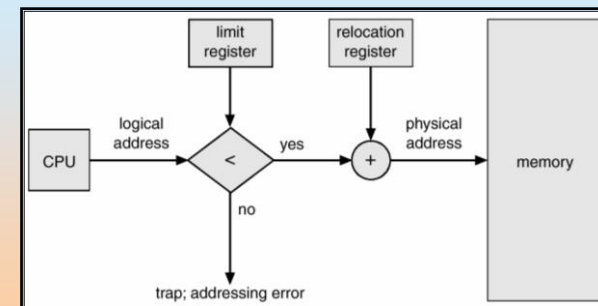 limit
register
relocation
register
logical
address
physical
address
CPU
<
yes
+
memory
no
trap; addressing error